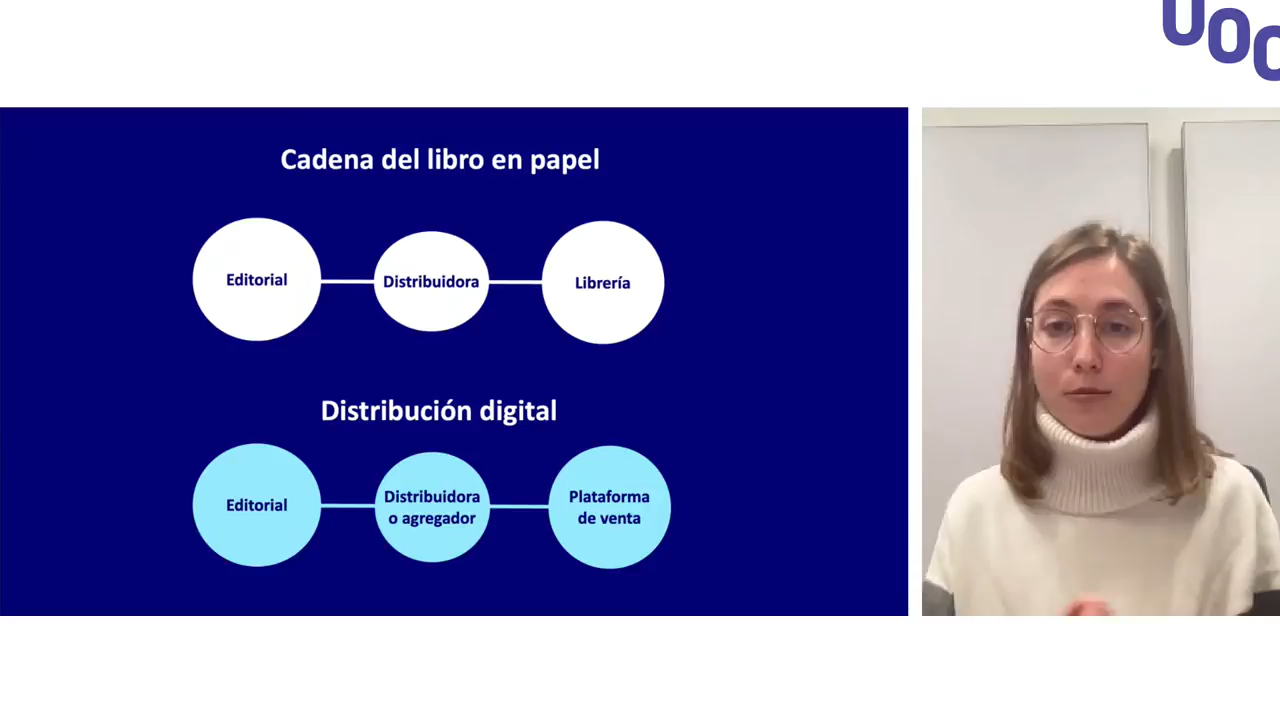 UOC
Cadena del libro en papel
Editorial
Distribuidora
Librería
Distribución digital
Editorial
Distribuidora
o agregador
Plataforma
de venta